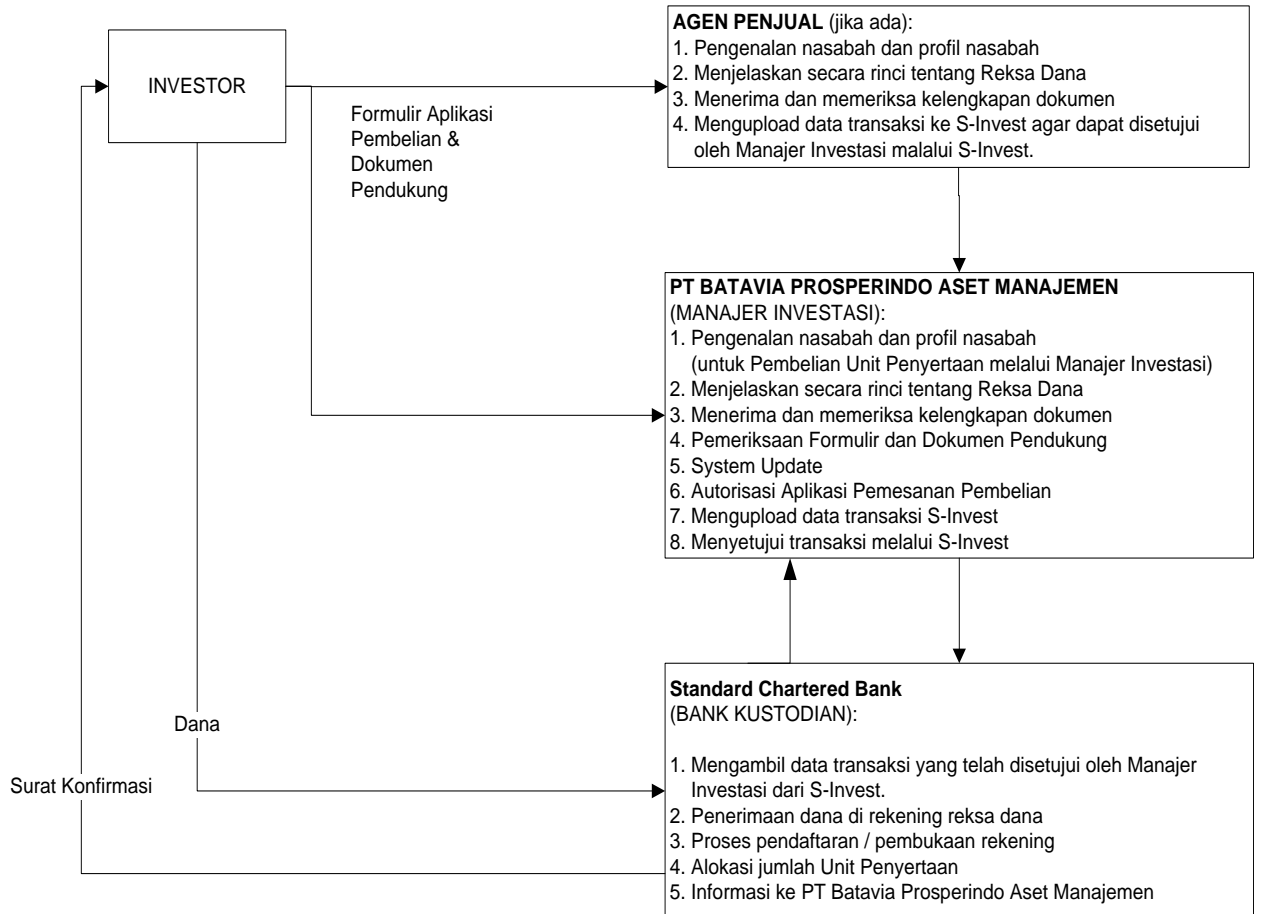 INVESTOR
AGEN PENJUAL (jika ada):
1. Pengenalan nasabah dan profil nasabah
2. Menjelaskan secara rinci tentang Reksa Dana
3. Menerima dan memeriksa kelengkapan dokumen
4. Mengupload data transaksi ke S-Invest agar dapat disetujui
oleh Manajer Investasi malalui S-Invest.
Formulir Aplikasi
Pembelian &
Dokumen
Pendukung
PT BATAVIA PROSPERINDO ASET MANAJEMEN
(MANAJER INVESTASI):
1. Pengenalan nasabah dan profil nasabah
(untuk Pembelian Unit Penyertaan melalui Manajer Investasi)
2. Menjelaskan secara rinci tentang Reksa Dana
3. Menerima dan memeriksa kelengkapan dokumen
4. Pemeriksaan Formulir dan Dokumen Pendukung
5. System Update
6. Autorisasi Aplikasi Pemesanan Pembelian
7. Mengupload data transaksi S-Invest
8. Menyetujui transaksi melalui S-Invest
Dana
Surat Konfirmasi
Standard Chartered Bank
(BANK KUSTODIAN):
1. Mengambil data transaksi yang telah disetujui oleh Manajer
Investasi dari S-Invest.
2. Penerimaan dana di rekening reksa dana
3. Proses pendaftaran / pembukaan rekening
4. Alokasi jumlah Unit Penyertaan
5. Informasi ke PT Batavia Prosperindo Aset Manajemen